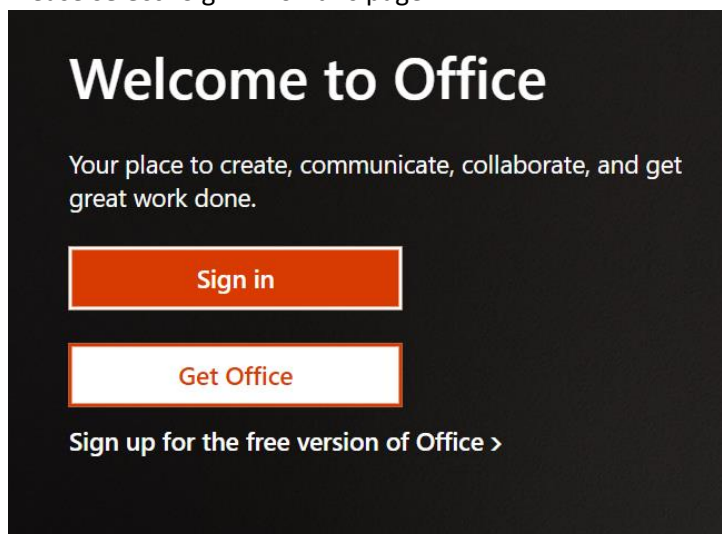 Welcome to Office
Your place to create, communicate, collaborate, and get
great work done.
Sign in
Get Office
Sign up for the free version of Office >